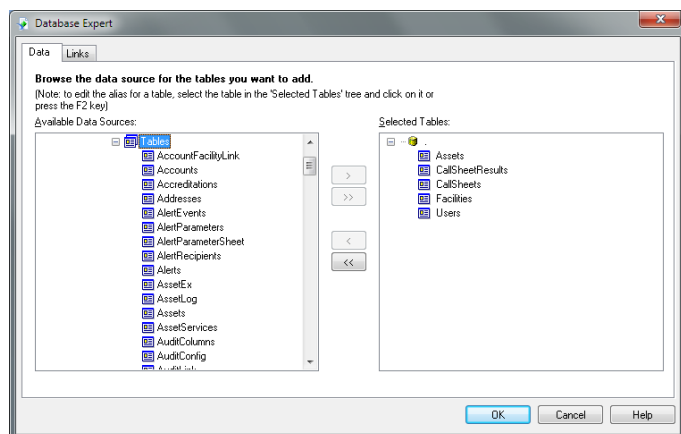 Database Expert
Data
Links
Browse the data source for the tables you want to add.
(Note: to edit the alias for a table, select the table in the 'Selected Tables' tree and click on it or
press the F2 key)
Available Data Sources:
Tables
AccountFacilityLink
Accounts
Accreditations
Addresses
AlertEvents
AlertParameters
AlertParameterSheet
AlertRecipients
Alerts
AssetEx
AssetLog
Assets
AssetServices
AuditColumns
AuditConfig
AuditLink
>
>>
<
<<
Selected Tables:
.
Assets
CallSheetResults
CallSheets
Facilities
Users
OK
Cancel
Help